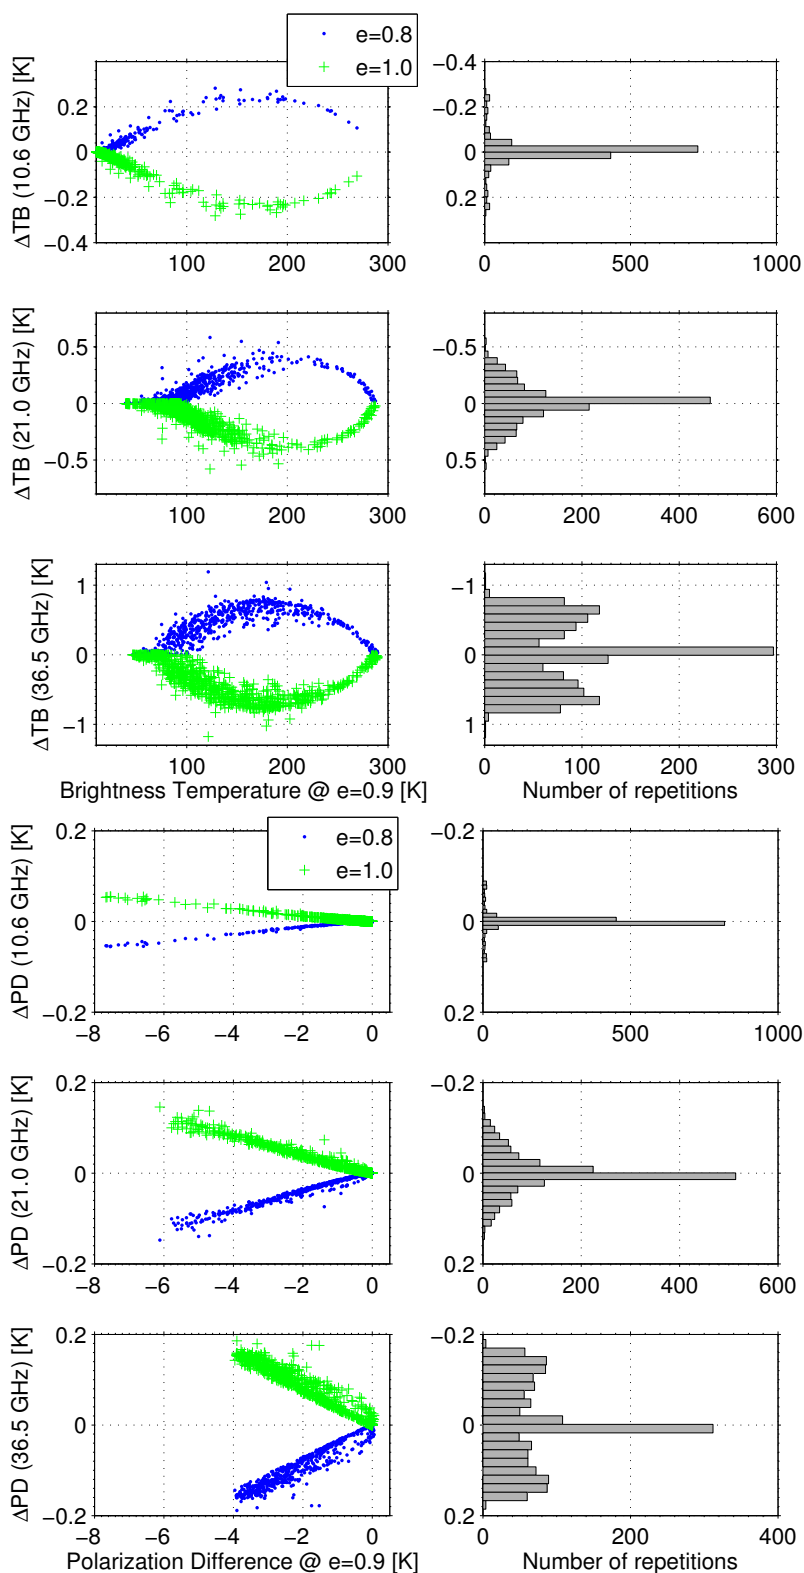 e=0.8
e=1.0
ΔTB (10.6 GHz) [K]
0.2
0
−0.2
−0.4
100 200 300
−0.4
−0.2
0
0.2
0 500 1000
ΔTB (21.0 GHz) [K]
0.5
0
−0.5
100 200 300
−0.5
0
0.5
0 200 400 600
ΔTB (36.5 GHz) [K]
1
0
−1
100 200 300
Brightness Temperature @ e=0.9 [K]
−1
0
1
0 100 200 300
Number of repetitions
e=0.8
e=1.0
ΔPD (10.6 GHz) [K]
0.2
0
−0.2
−8 −6 −4 −2 0
−0.2
0
0.2
0 500 1000
ΔPD (21.0 GHz) [K]
0.2
0
−0.2
−8 −6 −4 −2 0
−0.2
0
0.2
0 200 400 600
ΔPD (36.5 GHz) [K]
0.2
0
−0.2
−8 −6 −4 −2 0
Polarization Difference @ e=0.9 [K]
−0.2
0
0.2
0 100 200 300 400
Number of repetitions